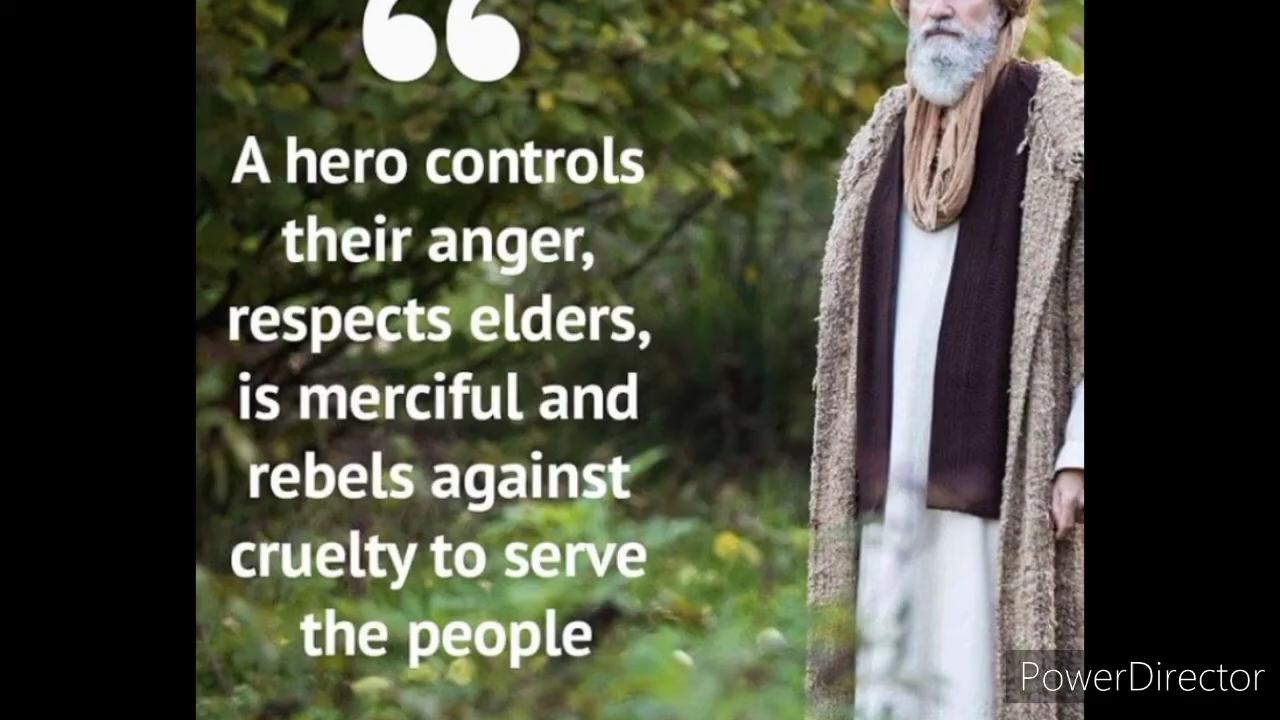 “
A hero controls
their anger,
respects elders,
is merciful and
rebels against
cruelty to serve
the people
PowerDirector